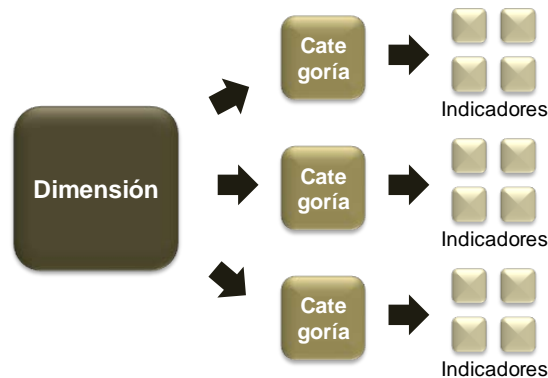 Dimensión
Cate
goría
Indicadores
Cate
goría
Indicadores
Cate
goría
Indicadores